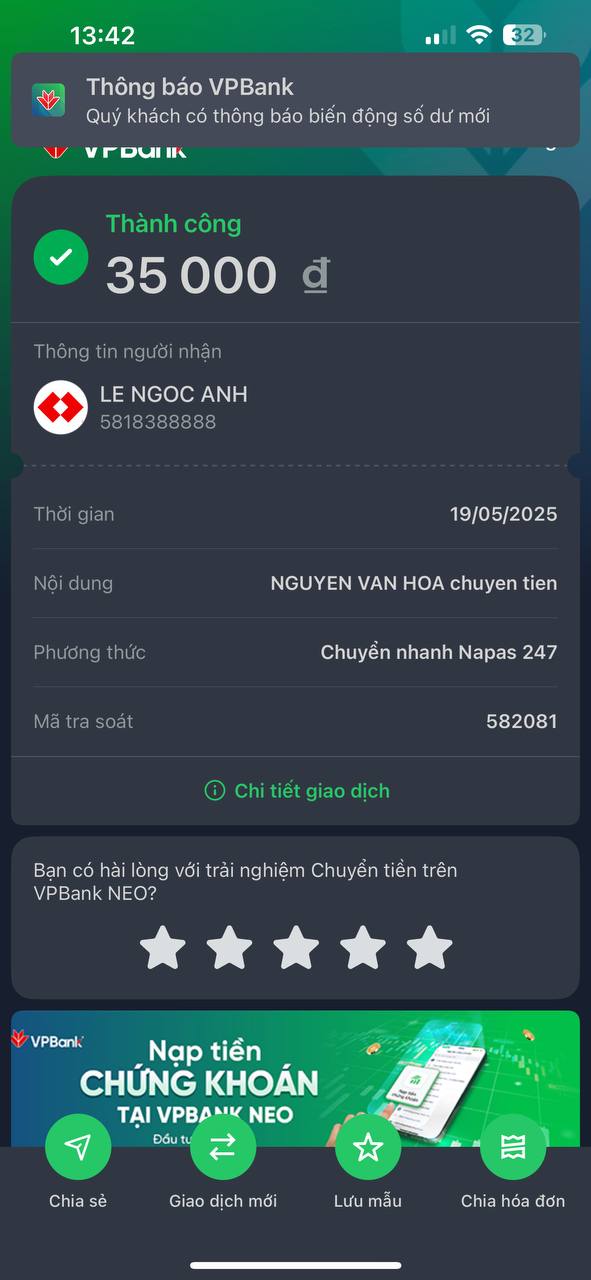 13:42
32
Thông báo VPBank
Quý khách có thông báo biến động số dư mới
VPBank
Thành công
35 000 đ
Thông tin người nhận
LE NGOC ANH
5818388888
Thời gian
19/05/2025
Nội dung
NGUYEN VAN HOA chuyen tien
Phương thức
Chuyển nhanh Napas 247
Mã tra soát
582081
Chi tiết giao dịch
Bạn có hài lòng với trải nghiệm Chuyển tiền trên
VPBank NEO?
VPBank
Nạp tiền
CHỨNG KHOÁN
TẠI VPBANK NEO
Đầu tư
Nạp tiền
chứng khoán
Chia sẻ
Giao dịch mới
Lưu mẫu
Chia hóa đơn